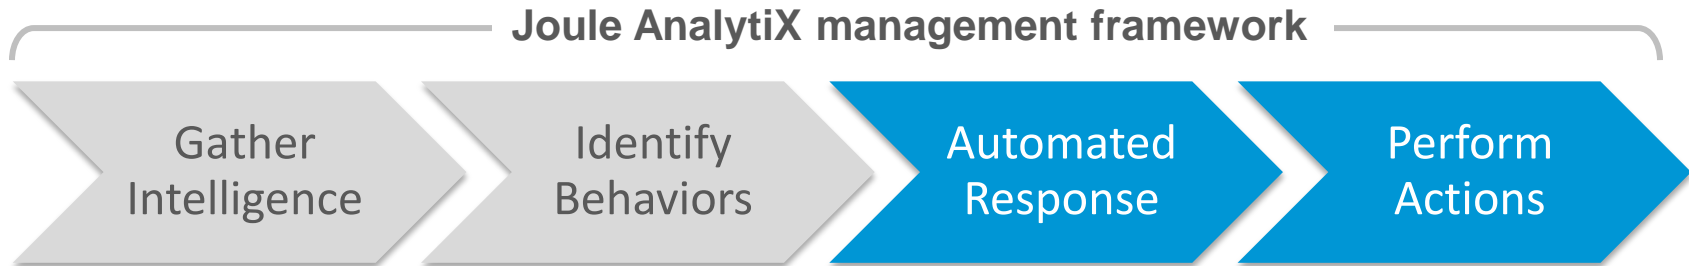 Joule AnalytiX management framework
Gather
Intelligence
Identify
Behaviors
Automated
Response
Perform
Actions